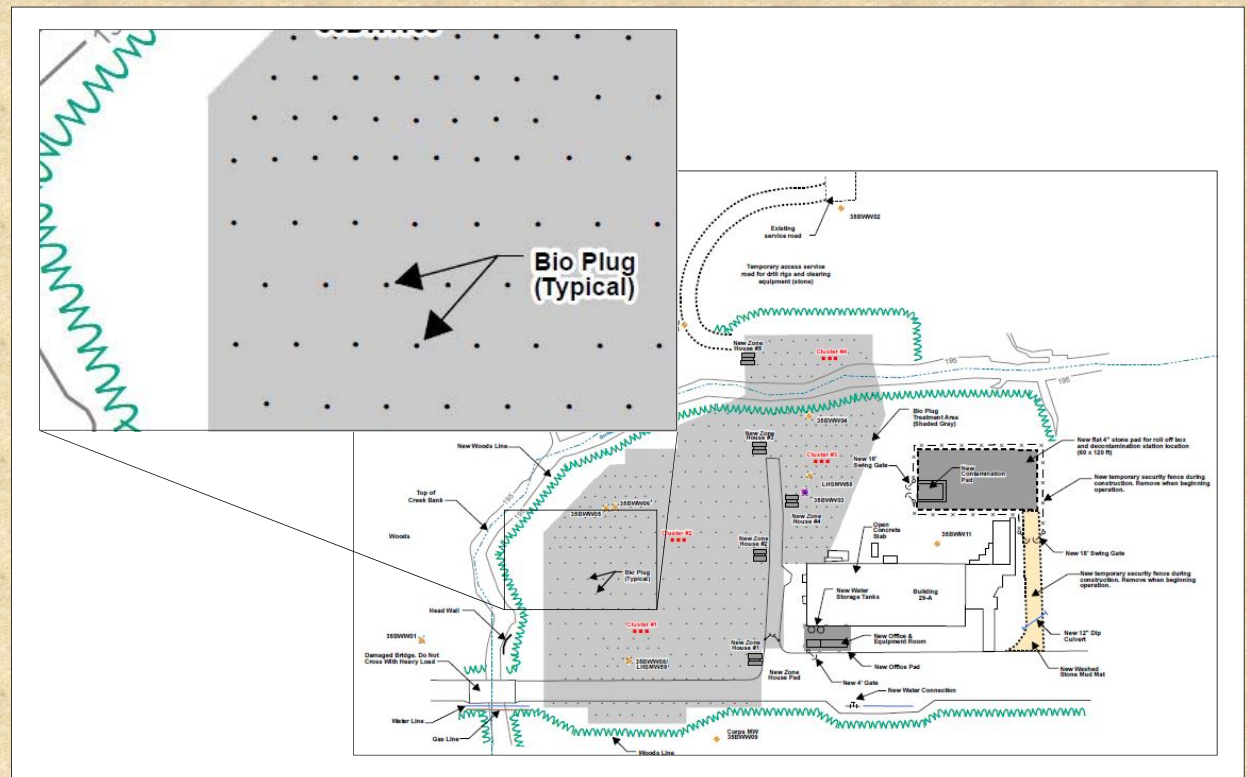 195
Bio Plug
(Typical)
Existing
service road
35BWW02
Temporary access service
road for drill rigs and clearing
equipment (stone)
New Zone
House #5
Cluster #4
195
195
Bio Plug
Treatment Area
(Shaded Gray)
35BWW04
New Woods Line
New Zone
House #3
Cluster #3
New 16'
Swing Gate
New flat 4" stone pad for roll off box
and decontamination station location
(60 x 120 ft)
New
Contamination
Pad
New temporary security fence during
construction. Remove when beginning
operation.
Top of
Creek Bank
195
195
LHSMW58
35BWW03
New Zone
House #4
35BWW06
35BWW05
Woods
Cluster #2
Open
Concrete
Slab
35BWW11
New Zone
House #2
New 16' Swing Gate
Bio Plug
(Typical)
New Water
Storage Tanks
Building
29-A
New temporary security fence during
construction. Remove when beginning
operation.
Head Wall
35BWW01
Cluster #1
New 12" Dip
Culvert
New Office &
Equipment Room
Damaged Bridge. Do Not
Cross With Heavy Load
35BWW08/
LHSMW59
New Zone
House #1
New Zone
House Pad
New Office Pad
New Washed
Stone Mud Mat
New 4' Gate
New Water Connection
Water Line
Gas Line
Corps MW
35BWW09
Woods Line